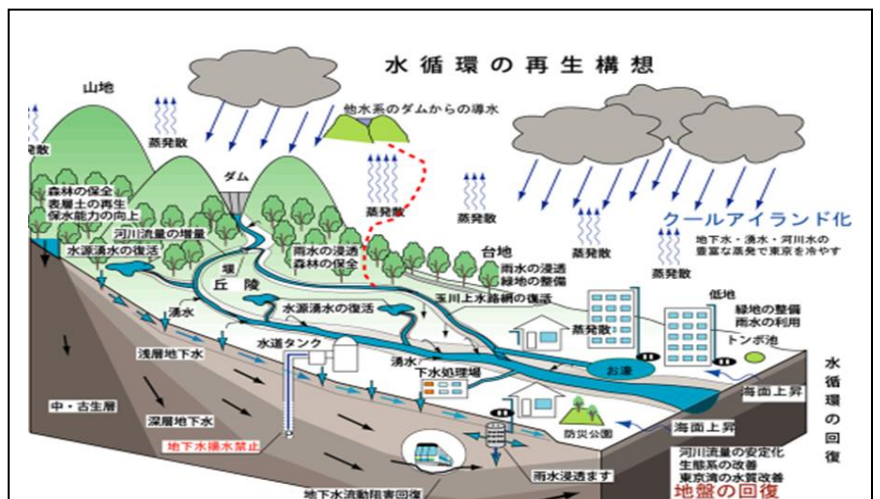 水循環の再生構想
山地
他水系のダムからの導水
蒸発散
蒸発散
発散
ダム
蒸発散
蒸発散
クールアイランド化
地下水・湧水・河川水の
豊富な蒸発で東京を冷やす
蒸発散
蒸発散
森林の保全
表層土の再生
保水能力の向上
河川流量の増量
水源湧水の復活
雨水の浸透
森林の保全
台地
雨水の浸透
緑地の整備
堰
丘陵
玉川上水路網の復活
低地
緑地の整備
雨水の利用
トンボ池
水源湧水の復活
湧水
蒸発散
水道タンク
浅層地下水
湧水
下水処理場
お濠
海面上昇
中・古生層
深層地下水
地下水揚水禁止
P
防災公園
海面上昇
雨水浸透ます
地下水流動阻害回復
河川流量の安定化
生態系の改善
東京湾の水質改善
地盤の回復
水循環の回復